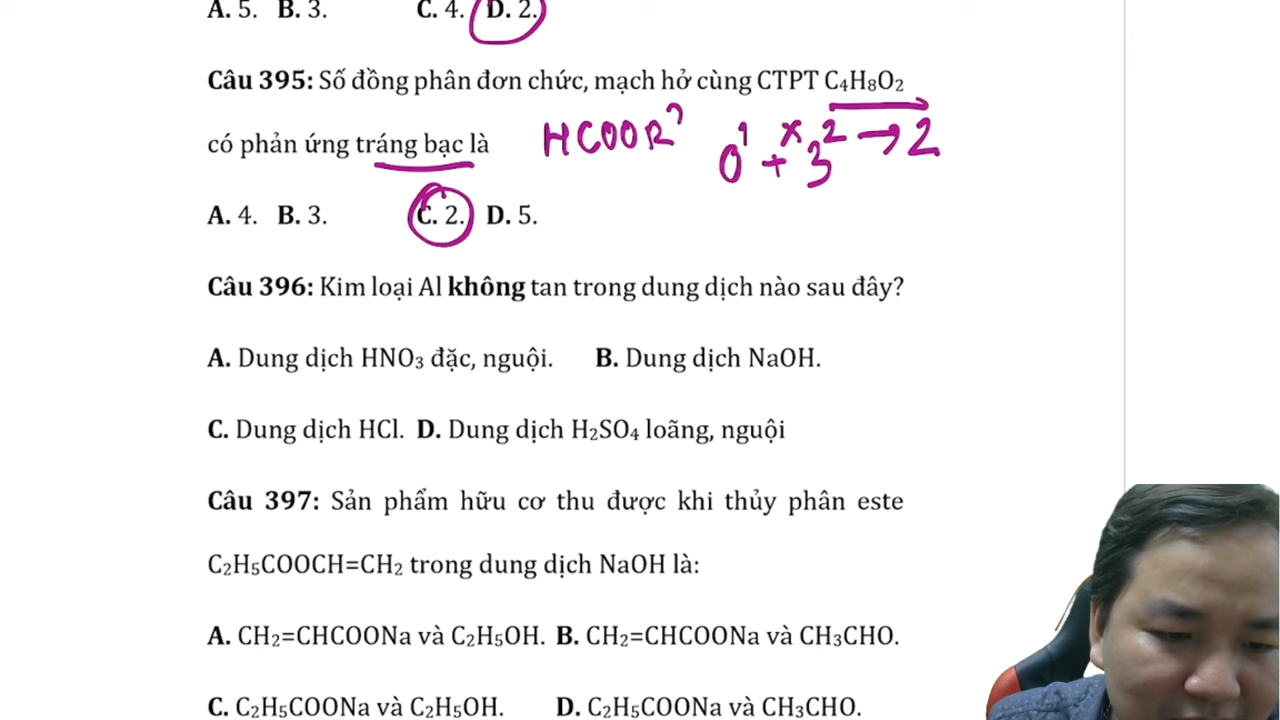 A. 5. B. 3. C. 4. D. 2.
Câu 395: Số đồng phân đơn chức, mạch hở cùng CTPT C₄H₈O₂
có phản ứng tráng bạc là
HCOOR? 0¹ + 3² → 2
x
A. 4. B. 3. C. 2. D. 5.
Câu 396: Kim loại Al không tan trong dung dịch nào sau đây?
A. Dung dịch HNO₃ đặc, nguội. B. Dung dịch NaOH.
C. Dung dịch HCl. D. Dung dịch H₂SO₄ loãng, nguội
Câu 397: Sản phẩm hữu cơ thu được khi thủy phân este
C₂H₅COOCH=CH₂ trong dung dịch NaOH là:
A. CH₂=CHCOONa và C₂H₅OH. B. CH₂=CHCOONa và CH₃CHO.
C. C₂H₅COONa và C₂H₅OH. D. C₂H₅COONa và CH₃CHO.